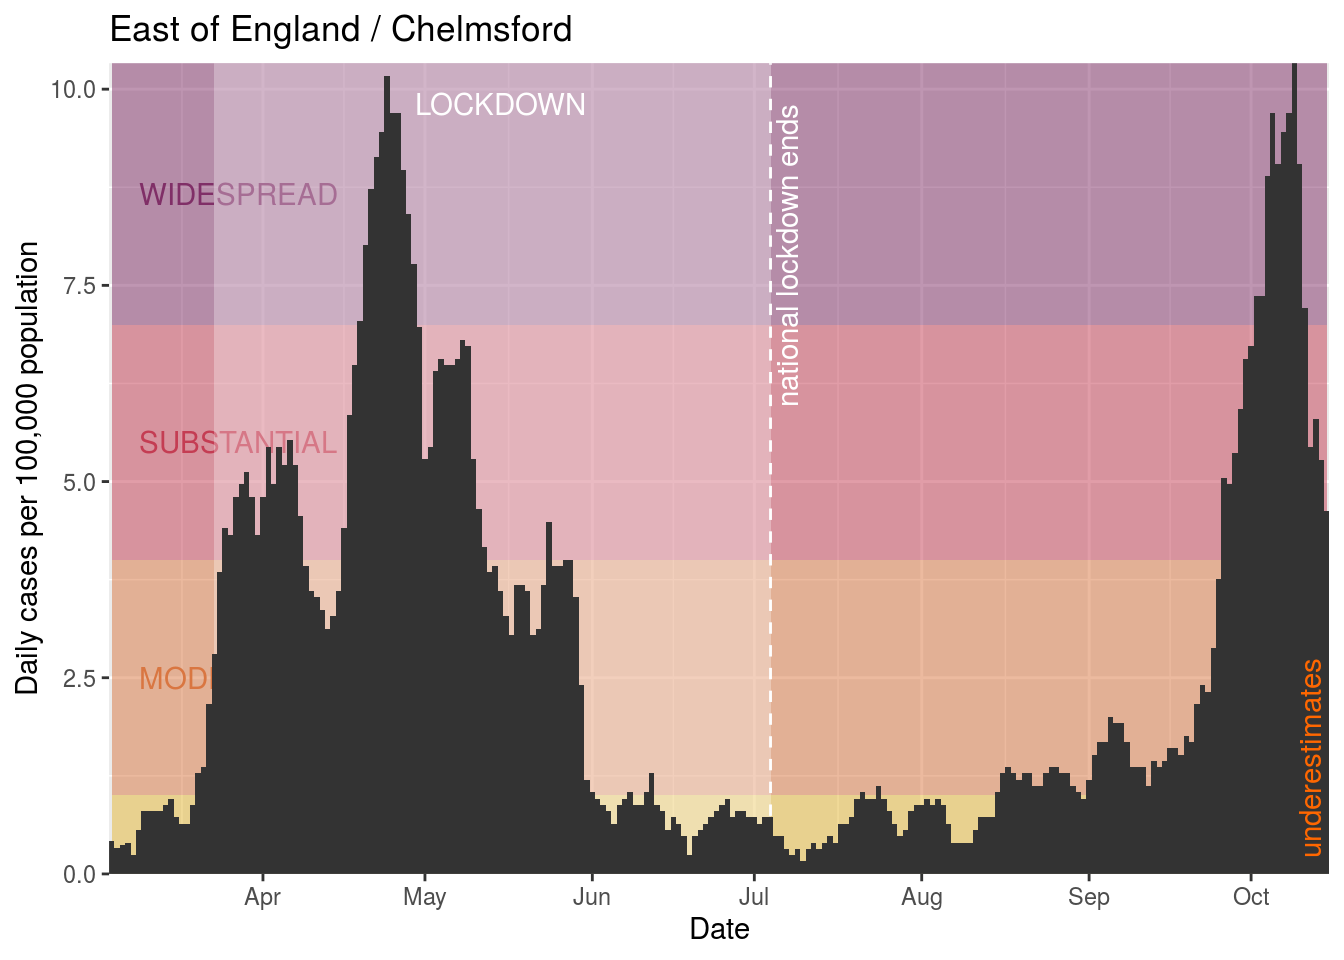 East of England / Chelmsford
Daily cases per 100,000 population
10.0
7.5
5.0
2.5
0.0
LOCKDOWN
WIDESPREAD
SUBSTANTIAL
national lockdown ends
underestimates
Apr
May
Jun
Jul
Aug
Sep
Oct
Date